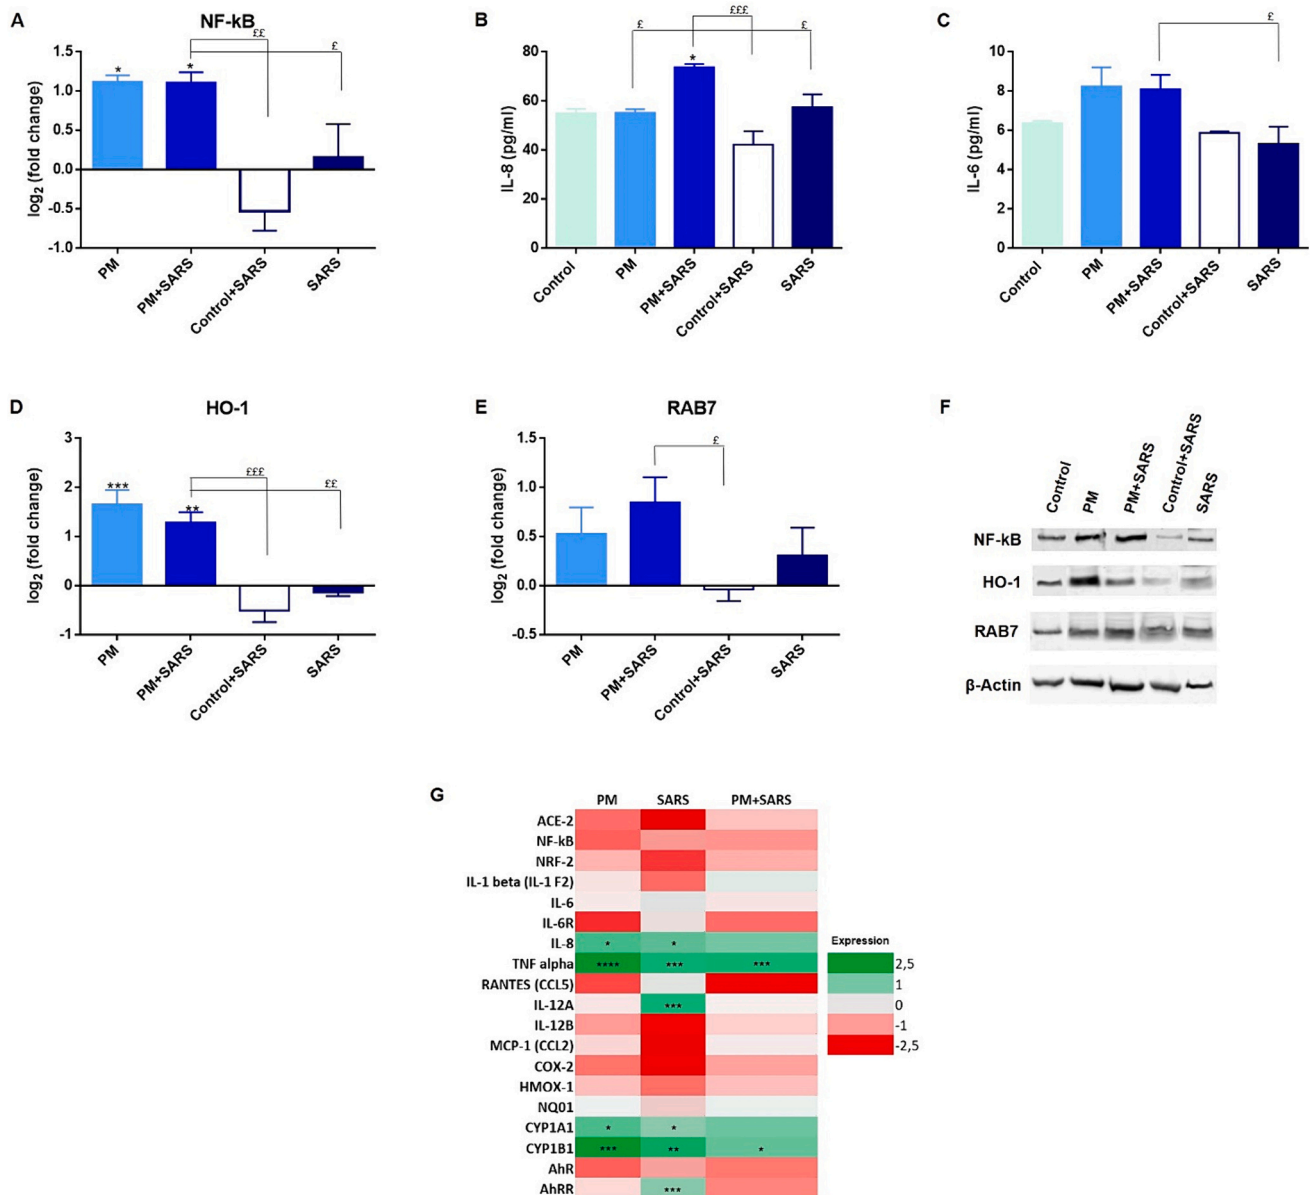 A
NF-kB
££
£
*
*
log2 (fold change)
1.5
1.0
0.5
0.0
-0.5
-1.0
PM
PM+SARS
Control+SARS
SARS
B
£££
£
£
*
IL-8 (pg/ml)
80
60
40
20
0
Control
PM
PM+SARS
Control+SARS
SARS
C
£
IL-6 (pg/ml)
10
8
6
4
2
0
Control
PM
PM+SARS
Control+SARS
SARS
D
HO-1
£££
££
***
**
log2 (fold change)
3
2
1
0
-1
PM
PM+SARS
Control+SARS
SARS
E
RAB7
£
log2 (fold change)
1.5
1.0
0.5
0.0
-0.5
PM
PM+SARS
Control+SARS
SARS
F
Control
PM
PM+SARS
Control+SARS
SARS
NF-kB
HO-1
RAB7
β-Actin
G
PM SARS PM+SARS
ACE-2
NF-kB
NRF-2
IL-1 beta (IL-1 F2)
IL-6
IL-6R
IL-8 * *
TNF alpha **** *** ***
RANTES (CCL5)
IL-12A ***
IL-12B
MCP-1 (CCL2)
COX-2
HMOX-1
NQ01
CYP1A1 * *
CYP1B1 *** ** *
AhR
AhRR ***
Expression
2,5
1
0
-1
-2,5